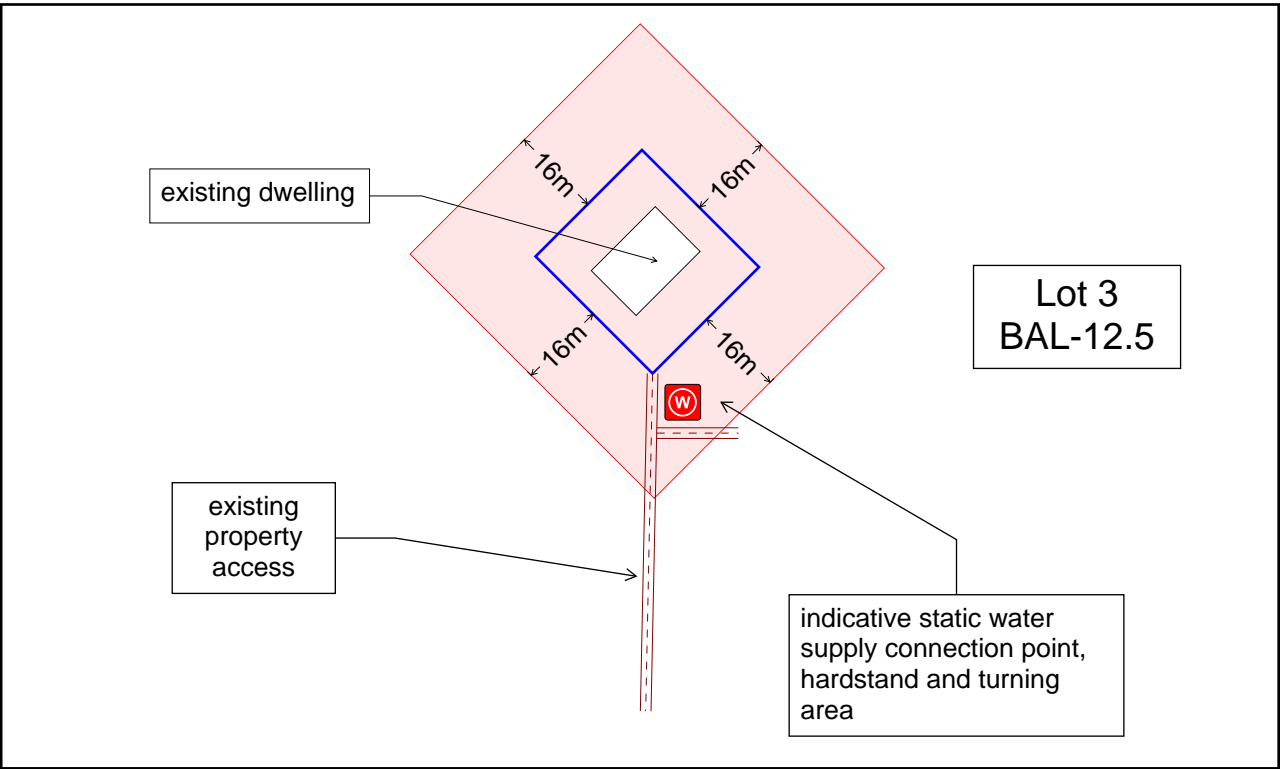 16m
16m
existing dwelling
Lot 3
BAL-12.5
16m
16m
W
existing
property
access
indicative static water
supply connection point,
hardstand and turning
area